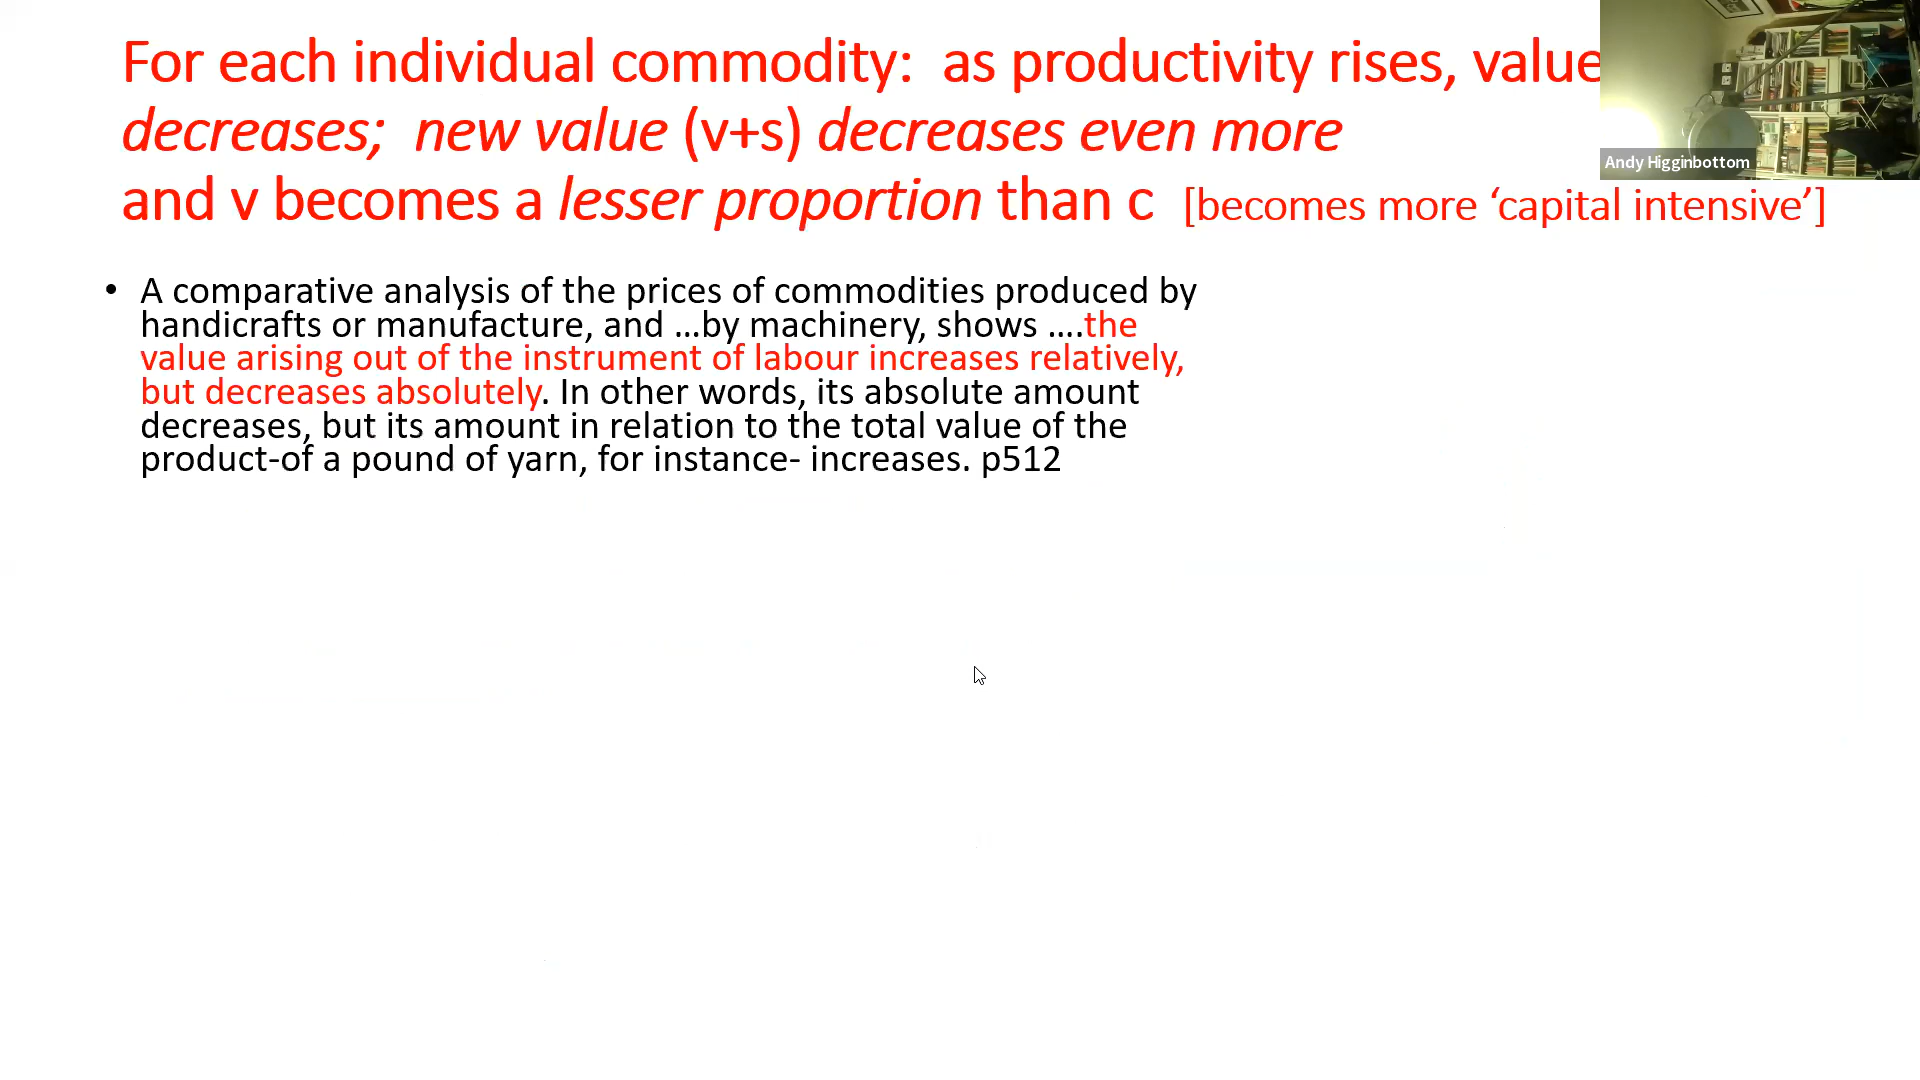 For each individual commodity:  as productivity rises, value
decreases;  new value (v+s) decreases even more
Andy Higginbottom
and v becomes a lesser proportion than c  [becomes more ‘capital intensive’]
• A comparative analysis of the prices of commodities produced by
handicrafts or manufacture, and …by machinery, shows ….the
value arising out of the instrument of labour increases relatively,
but decreases absolutely. In other words, its absolute amount
decreases, but its amount in relation to the total value of the
product-of a pound of yarn, for instance- increases. p512